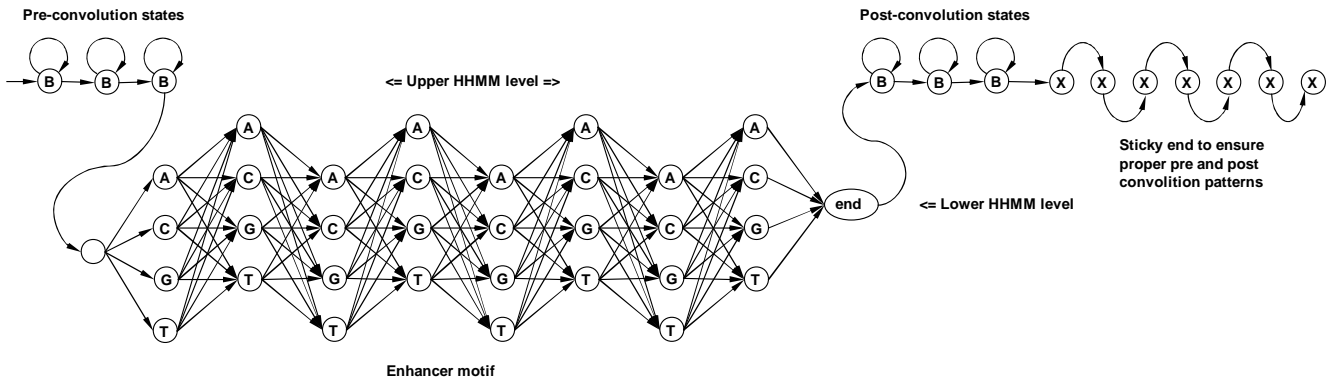 Pre-convolution states
Post-convolution states
B B B
B B B X X X X X X X
<= Upper HHMM level =>
A A A A
A C A C A C A C
C G C G C G C G
G T G T G T G T
T T T T
end
<= Lower HHMM level
Sticky end to ensure
proper pre and post
convolition patterns
Enhancer motif